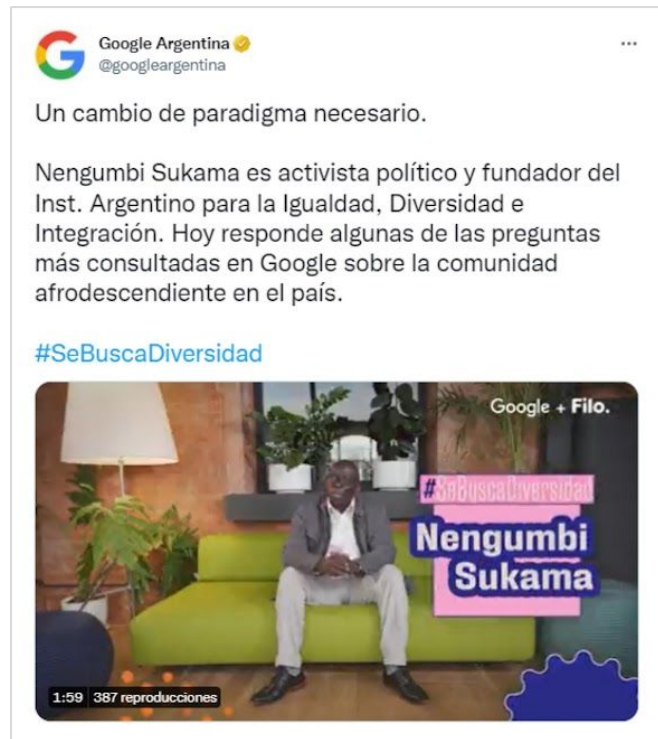 Google Argentina
@googleargentina
Un cambio de paradigma necesario.
Nengumbi Sukama es activista político y fundador del
Inst. Argentino para la Igualdad, Diversidad e
Integración. Hoy responde algunas de las preguntas
más consultadas en Google sobre la comunidad
afrodescendiente en el país.
#SeBuscaDiversidad
Google + Filo.
#SeBuscaDiversidad
Nengumbi
Sukama
1:59 387 reproducciones